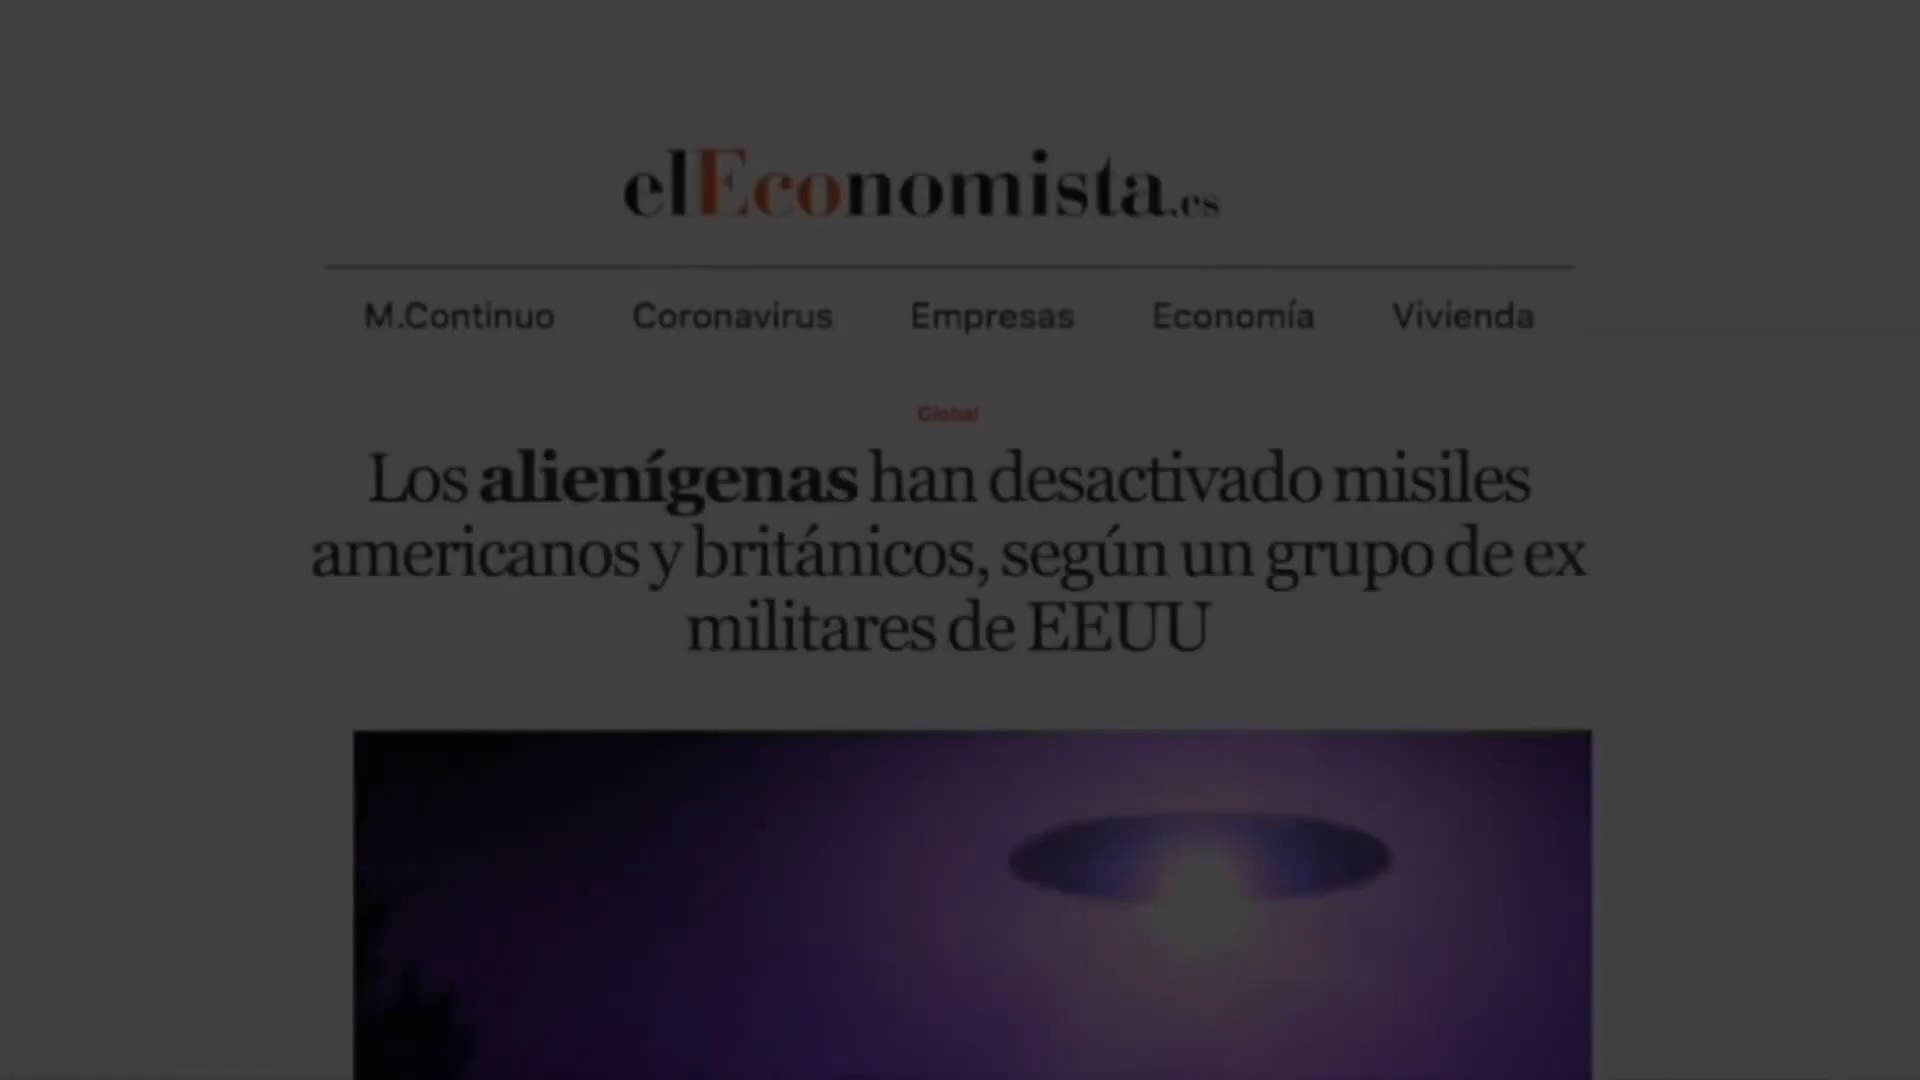 elEconomista.es
M.Continuo Coronavirus Empresas Economía Vivienda
Global
Los alienígenas han desactivado misiles
americanos y británicos, según un grupo de ex
militares de EEUU